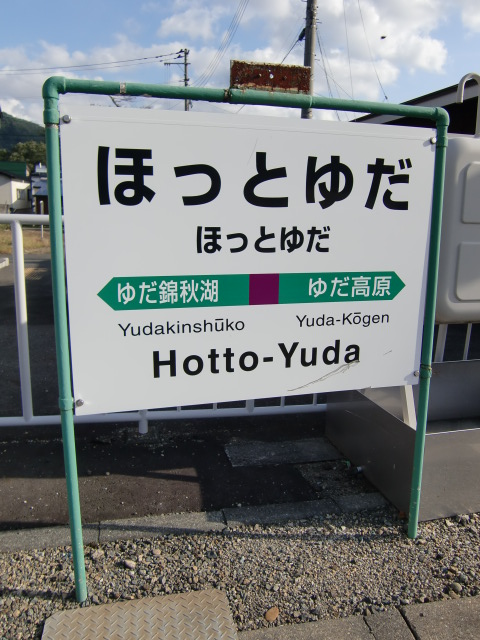 ほっとゆだ
ほっとゆだ
ゆだ錦秋湖 ゆだ高原
Yudakinshūko Yuda-Kōgen
Hotto-Yuda